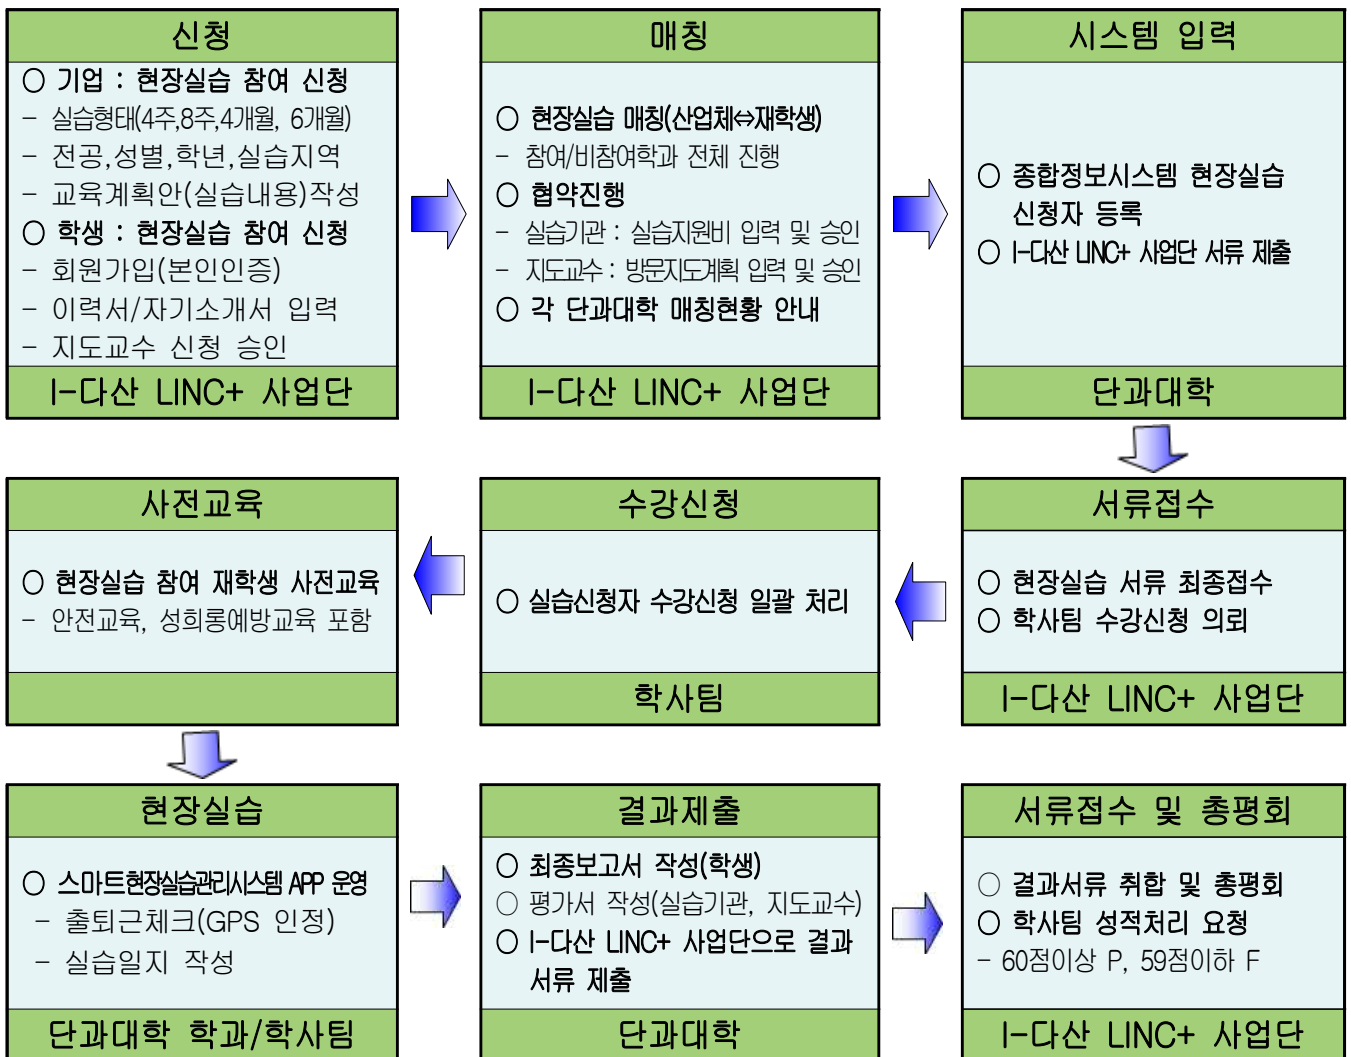 신청
○ 기업 : 현장실습 참여 신청
- 실습형태(4주,8주,4개월, 6개월)
- 전공,성별,학년,실습지역
- 교육계획안(실습내용)작성
○ 학생 : 현장실습 참여 신청
- 회원가입(본인인증)
- 이력서/자기소개서 입력
- 지도교수 신청 승인
I-다산 LINC+ 사업단
매칭
○ 현장실습 매칭(산업체⇔재학생)
- 참여/비참여학과 전체 진행
○ 협약진행
- 실습기관 : 실습지원비 입력 및 승인
- 지도교수 : 방문지도계획 입력 및 승인
○ 각 단과대학 매칭현황 안내
I-다산 LINC+ 사업단
시스템 입력
○ 종합정보시스템 현장실습
신청자 등록
○ I-다산 LINC+ 사업단 서류 제출
단과대학
서류접수
○ 현장실습 서류 최종접수
○ 학사팀 수강신청 의뢰
I-다산 LINC+ 사업단
수강신청
○ 실습신청자 수강신청 일괄 처리
학사팀
사전교육
○ 현장실습 참여 재학생 사전교육
- 안전교육, 성희롱예방교육 포함
현장실습
○ 스마트현장실습관리시스템 APP 운영
- 출퇴근체크(GPS 인정)
- 실습일지 작성
단과대학 학과/학사팀
결과제출
○ 최종보고서 작성(학생)
○ 평가서 작성(실습기관, 지도교수)
○ I-다산 LINC+ 사업단으로 결과
서류 제출
단과대학
서류접수 및 총평회
○ 결과서류 취합 및 총평회
○ 학사팀 성적처리 요청
- 60점이상 P, 59점이하 F
I-다산 LINC+ 사업단